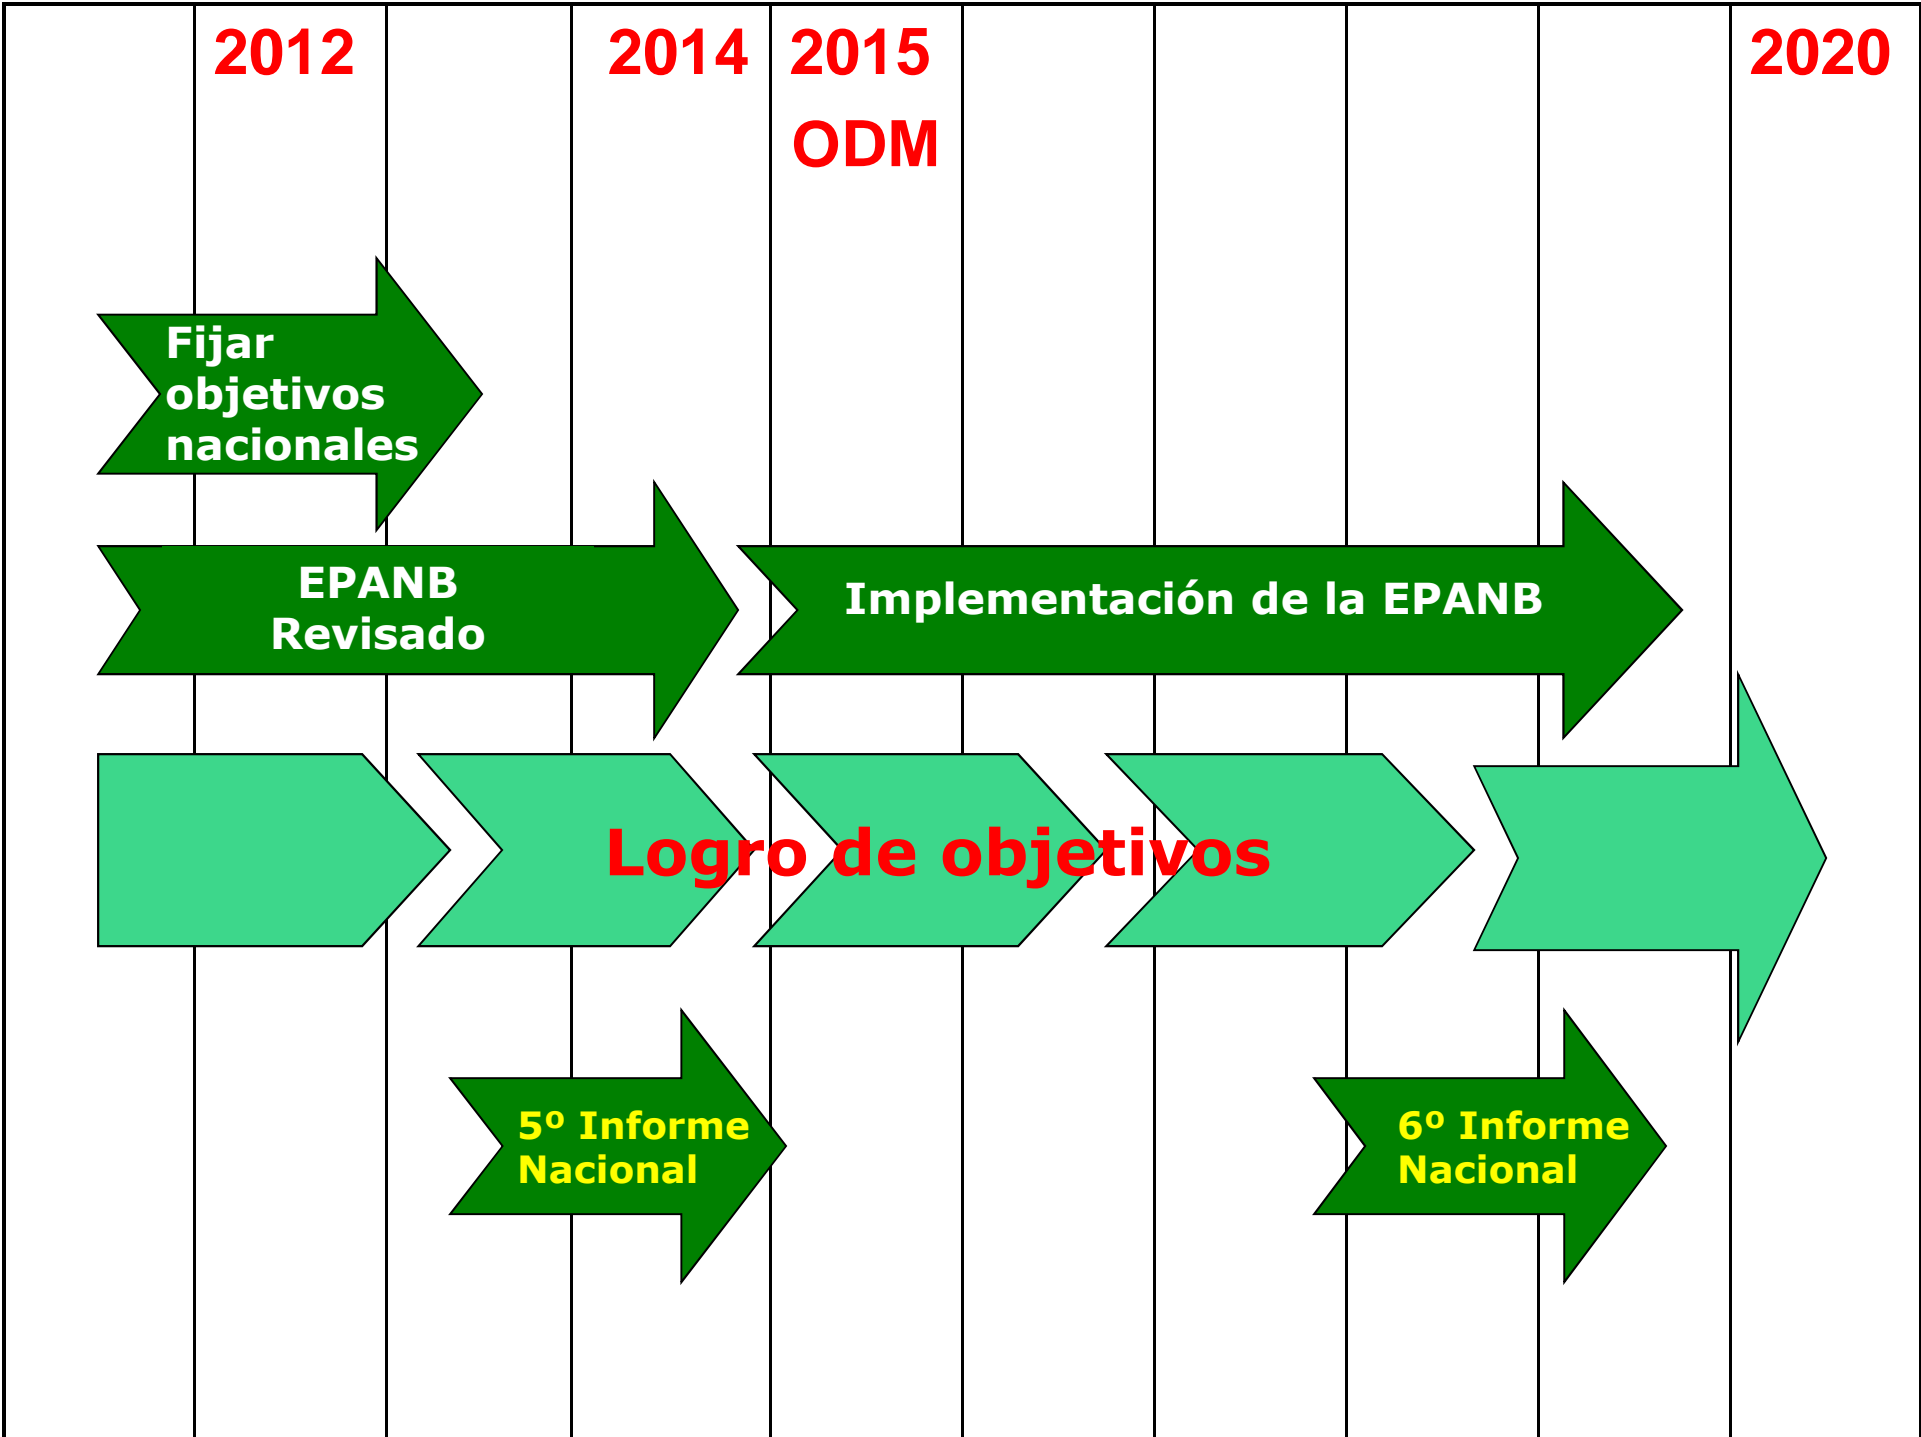 2012
2014
2015
2020
ODM
Fijar
objetivos
nacionales
EPANB
Revisado
Implementación de la EPANB
Logro de objetivos
5º Informe
Nacional
6º Informe
Nacional